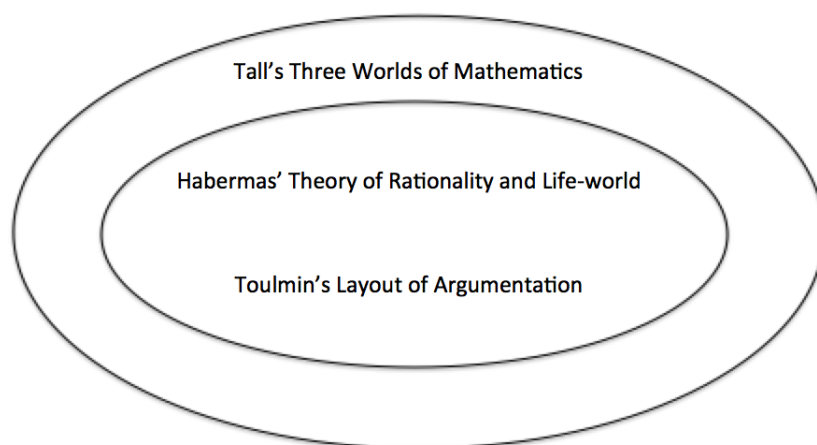 Tall’s Three Worlds of Mathematics
Habermas’ Theory of Rationality and Life-world
Toulmin’s Layout of Argumentation